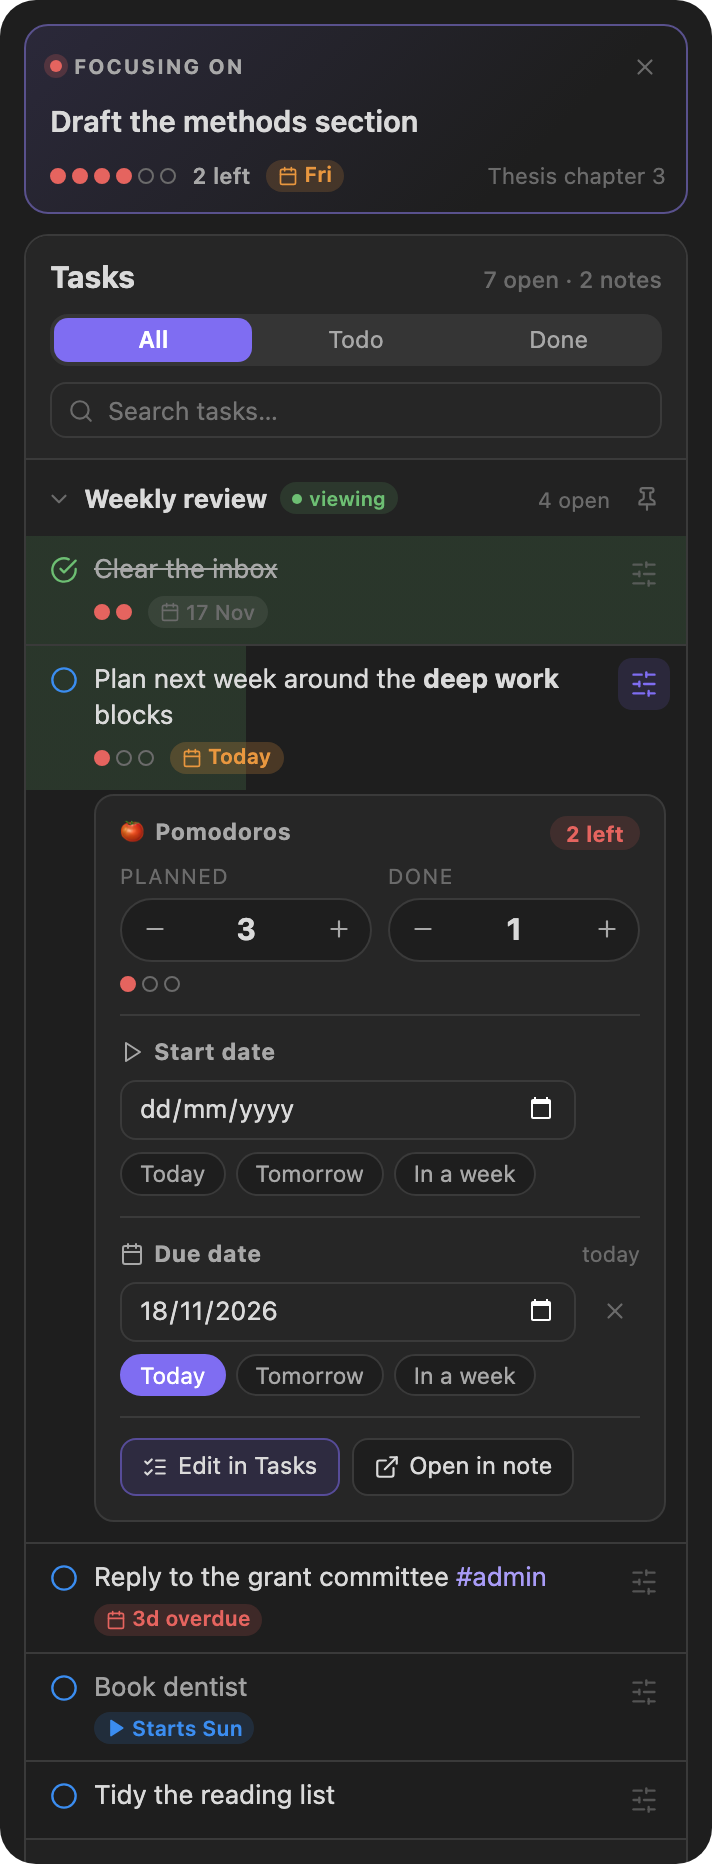 FOCUSING ON
Draft the methods section
2 left Fri Thesis chapter 3
Tasks 7 open · 2 notes
All Todo Done
Search tasks...
Weekly review viewing 4 open
Clear the inbox
17 Nov
Plan next week around the deep work
blocks
Today
Pomodoros 2 left
PLANNED DONE
− 3 + − 1 +
Start date
dd/mm/yyyy
Today Tomorrow In a week
Due date today
18/11/2026
Today Tomorrow In a week
Edit in Tasks Open in note
Reply to the grant committee #admin
3d overdue
Book dentist
Starts Sun
Tidy the reading list